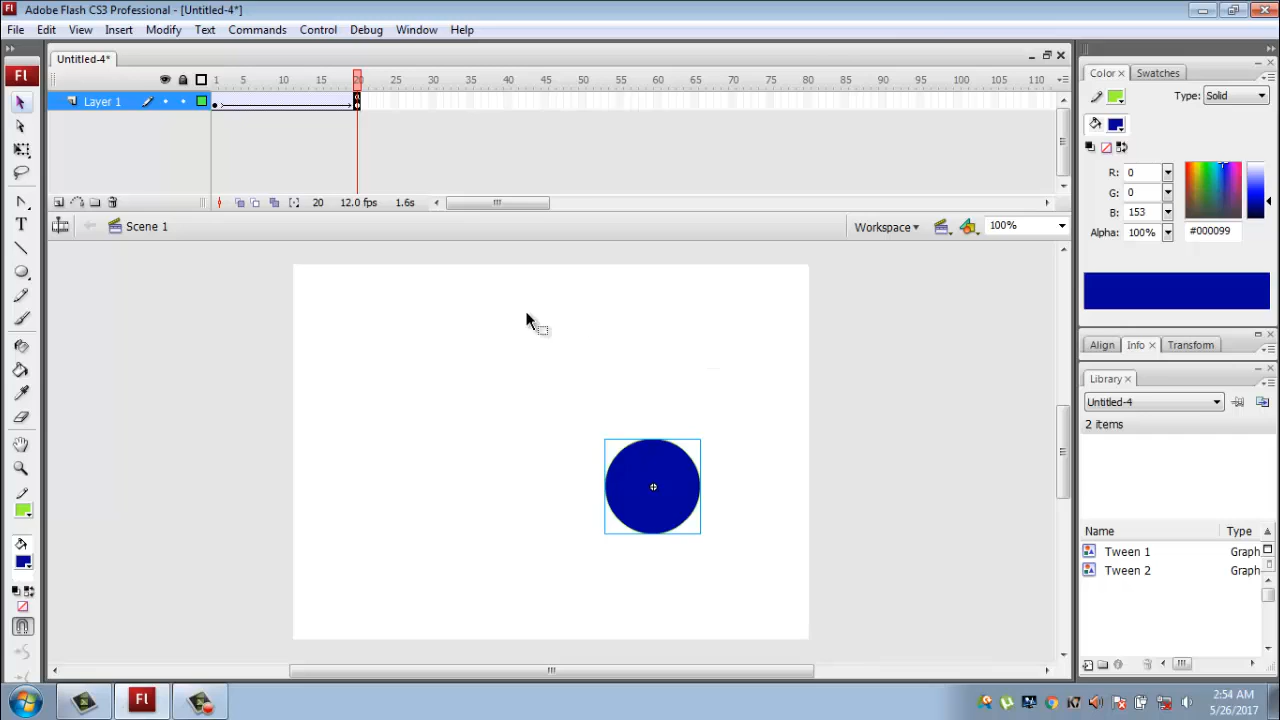 Adobe Flash CS3 Professional - [Untitled-4*]
File Edit View Insert Modify Text Commands Control Debug Window Help
Untitled-4*
Fl
1 5 10 15 20 25 30 35 40 45 50 55 60 65 70 75 80 85 90 95 100 105 110
Layer 1
20 12.0 fps 1.6s
Scene 1
Workspace
100%
Color
Swatches
Type: Solid
R: 0
G: 0
B: 153
Alpha: 100%
#000099
Align Info Transform
Library
Untitled-4
2 items
Name Type
Tween 1 Graph
Tween 2 Graph
Fl
2:54 AM
5/26/2017